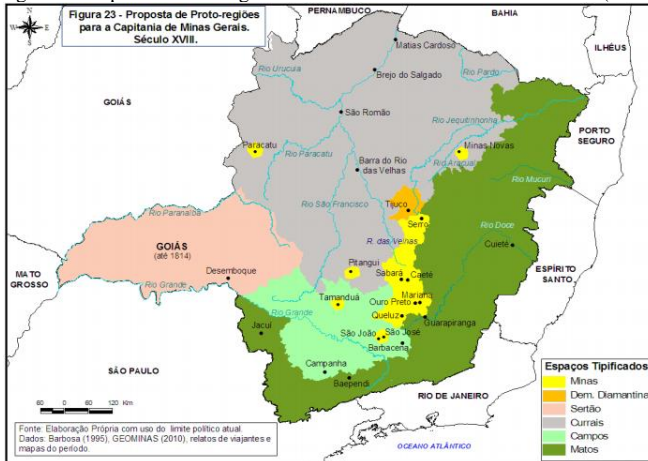 Figura 23 - Proposta de Proto-regiões
para a Capitania de Minas Gerais.
Século XVIII.
PERNAMBUCO
BAHIA
ILHÉUS
Matias Cardoso
Rio Urucuia
Brejo do Salgado
Rio Pardo
GOIÁS
São Romão
Rio Jequitinhonha
PORTO
SEGURO
Paracatu
Rio Paracatu
Minas Novas
Rio Araçuaí
Barra do Rio
das Velhas
Rio Mucuri
Rio São Francisco
Tijuco
Serro
Rio Paranaíba
Rio Doce
GOIÁS
(até 1814)
R. das Velhas
Cuieté
Pitangui
MATO
GROSSO
Desemboque
Sabará
Caeté
ESPÍRITO
SANTO
Rio Grande
Tamanduá
Ouro Preto
Mariana
Rio Grande
Queluz
Guarapiranga
Jacuí
São João
São José
Barbacena
SÃO PAULO
Campanha
Baependi
RIO DE JANEIRO
60 0 60 120 Km
Espaços Tipificados
Minas
Dem. Diamantina
Sertão
Currais
Campos
Matos
Fonte: Elaboração Própria com uso do limite político atual.
Dados: Barbosa (1995), GEOMINAS (2010), relatos de viajantes e
mapas do período.
OCEANO ATLÂNTICO